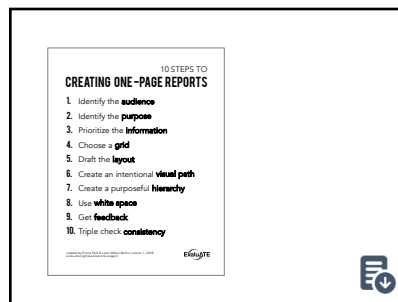 10 STEPS TO
CREATING ONE-PAGE REPORTS
1. Identify the audience
2. Identify the purpose
3. Prioritize the information
4. Choose a grid
5. Draft the layout
6. Create an intentional visual path
7. Create a purposeful hierarchy
8. Use white space
9. Get feedback
10. Triple check consistency
EvaluATE